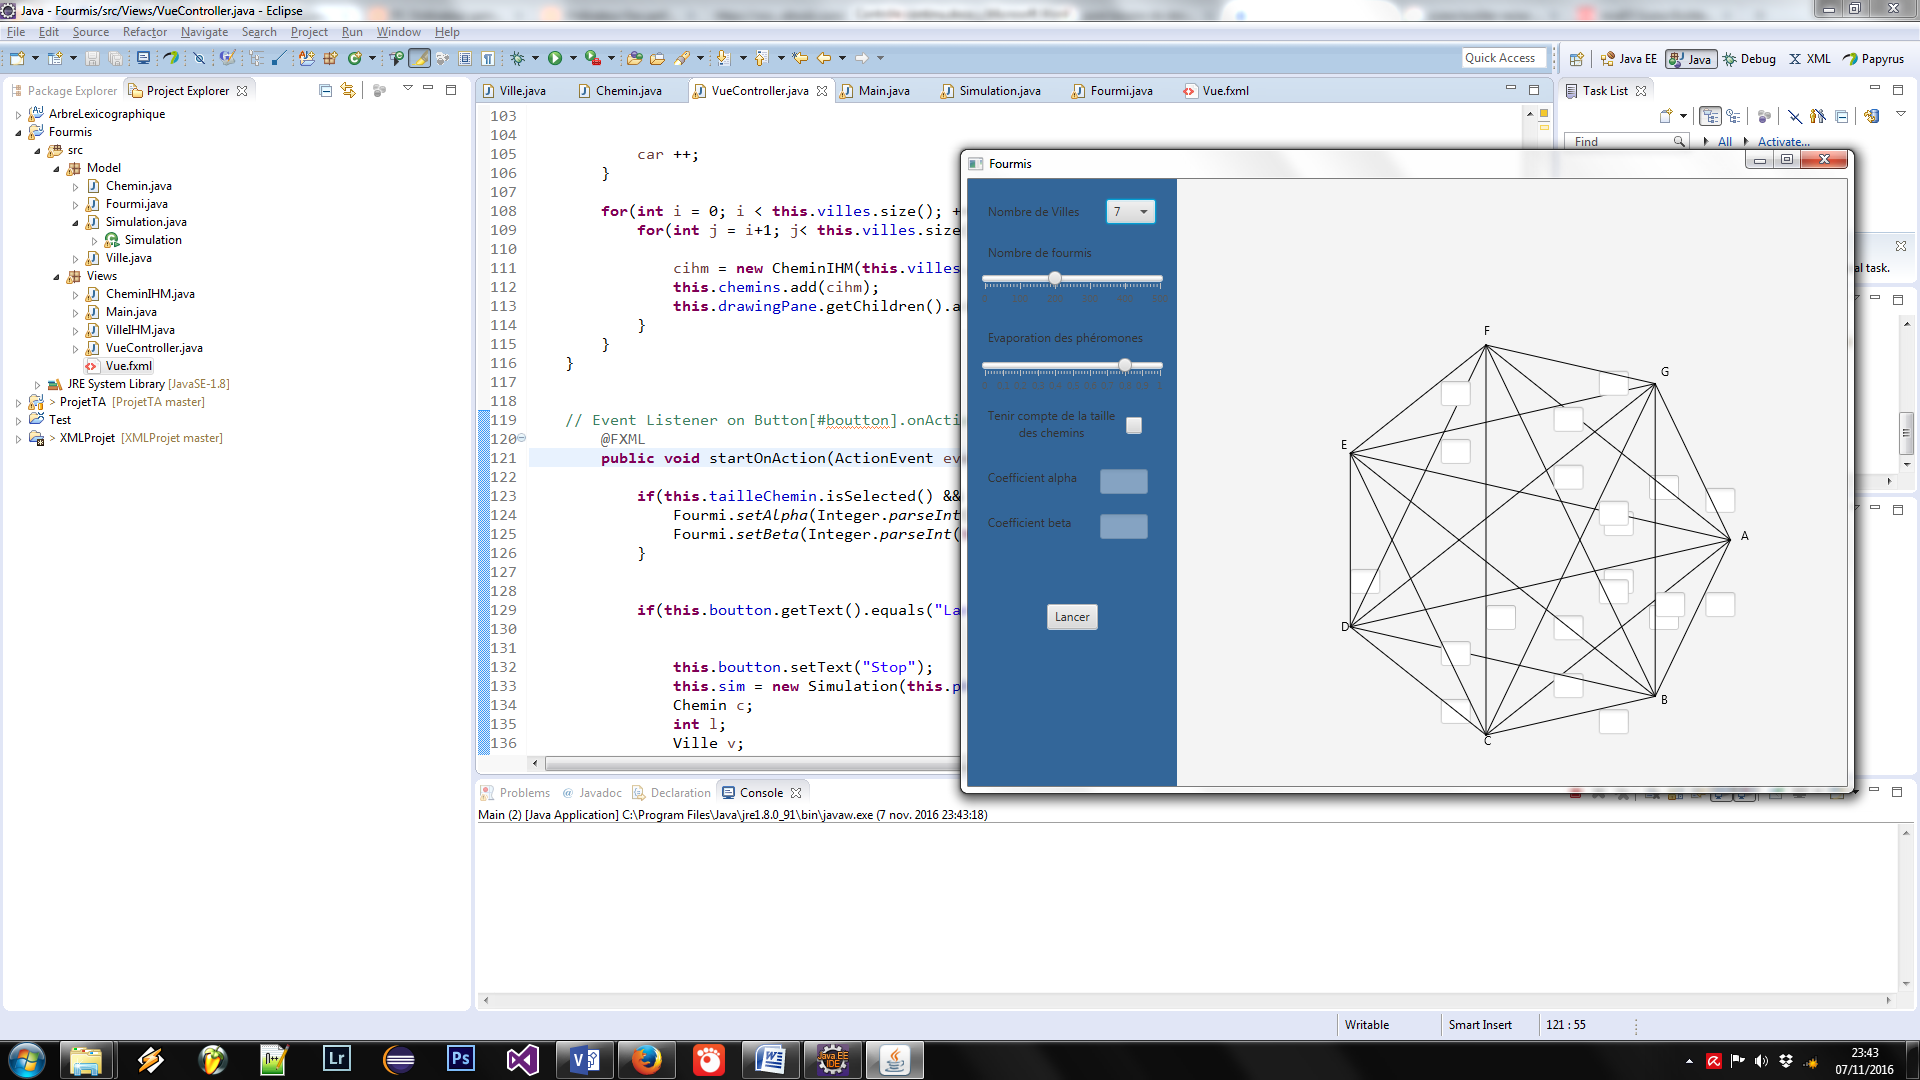 Java - Fourmis/src/Views/VueController.java - Eclipse
File Edit Source Refactor Navigate Search Project Run Window Help
Quick Access
Java EE
Java
Debug
XML
Papyrus
Package Explorer
Project Explorer
ArbreLexicographique
Fourmis
src
Model
Chemin.java
Fourmi.java
Simulation.java
Simulation
Ville.java
Views
CheminIHM.java
Main.java
VilleIHM.java
VueController.java
Vue.fxml
JRE System Library [JavaSE-1.8]
> ProjetTA [ProjetTA master]
Test
> XMLProjet [XMLProjet master]
Ville.java
Chemin.java
VueController.java
Main.java
Simulation.java
Fourmi.java
Vue.fxml
103
104
105 car ++;
106 }
107
108 for(int i = 0; i < this.villes.size(); +
109 for(int j = i+1; j< this.villes.size
110
111 cihm = new CheminIHM(this.villes
112 this.chemins.add(cihm);
113 this.drawingPane.getChildren().a
114 }
115 }
116 }
117
118
119 // Event Listener on Button[#boutton].onActi
120 @FXML
121 public void startOnAction(ActionEvent ev
122
123 if(this.tailleChemin.isSelected() &&
124 Fourmi.setAlpha(Integer.parseInt
125 Fourmi.setBeta(Integer.parseInt(
126 }
127
128
129 if(this.boutton.getText().equals("La
130
131
132 this.boutton.setText("Stop");
133 this.sim = new Simulation(this.p
134 Chemin c;
135 int l;
136 Ville v;
Task List
Find
All
Activate...
al task.
Fourmis
Nombre de Villes 7
Nombre de fourmis
Evaporation des phéromones
Tenir compte de la taille
des chemins
Coefficient alpha
Coefficient beta
Lancer
F
G
E
A
D
B
C
Problems
@ Javadoc
Declaration
Console
Main (2) [Java Application] C:\Program Files\Java\jre1.8.0_91\bin\javaw.exe (7 nov. 2016 23:43:18)
Writable
Smart Insert
121 : 55
Lr
Ps
Java EE
IDE
23:43
07/11/2016